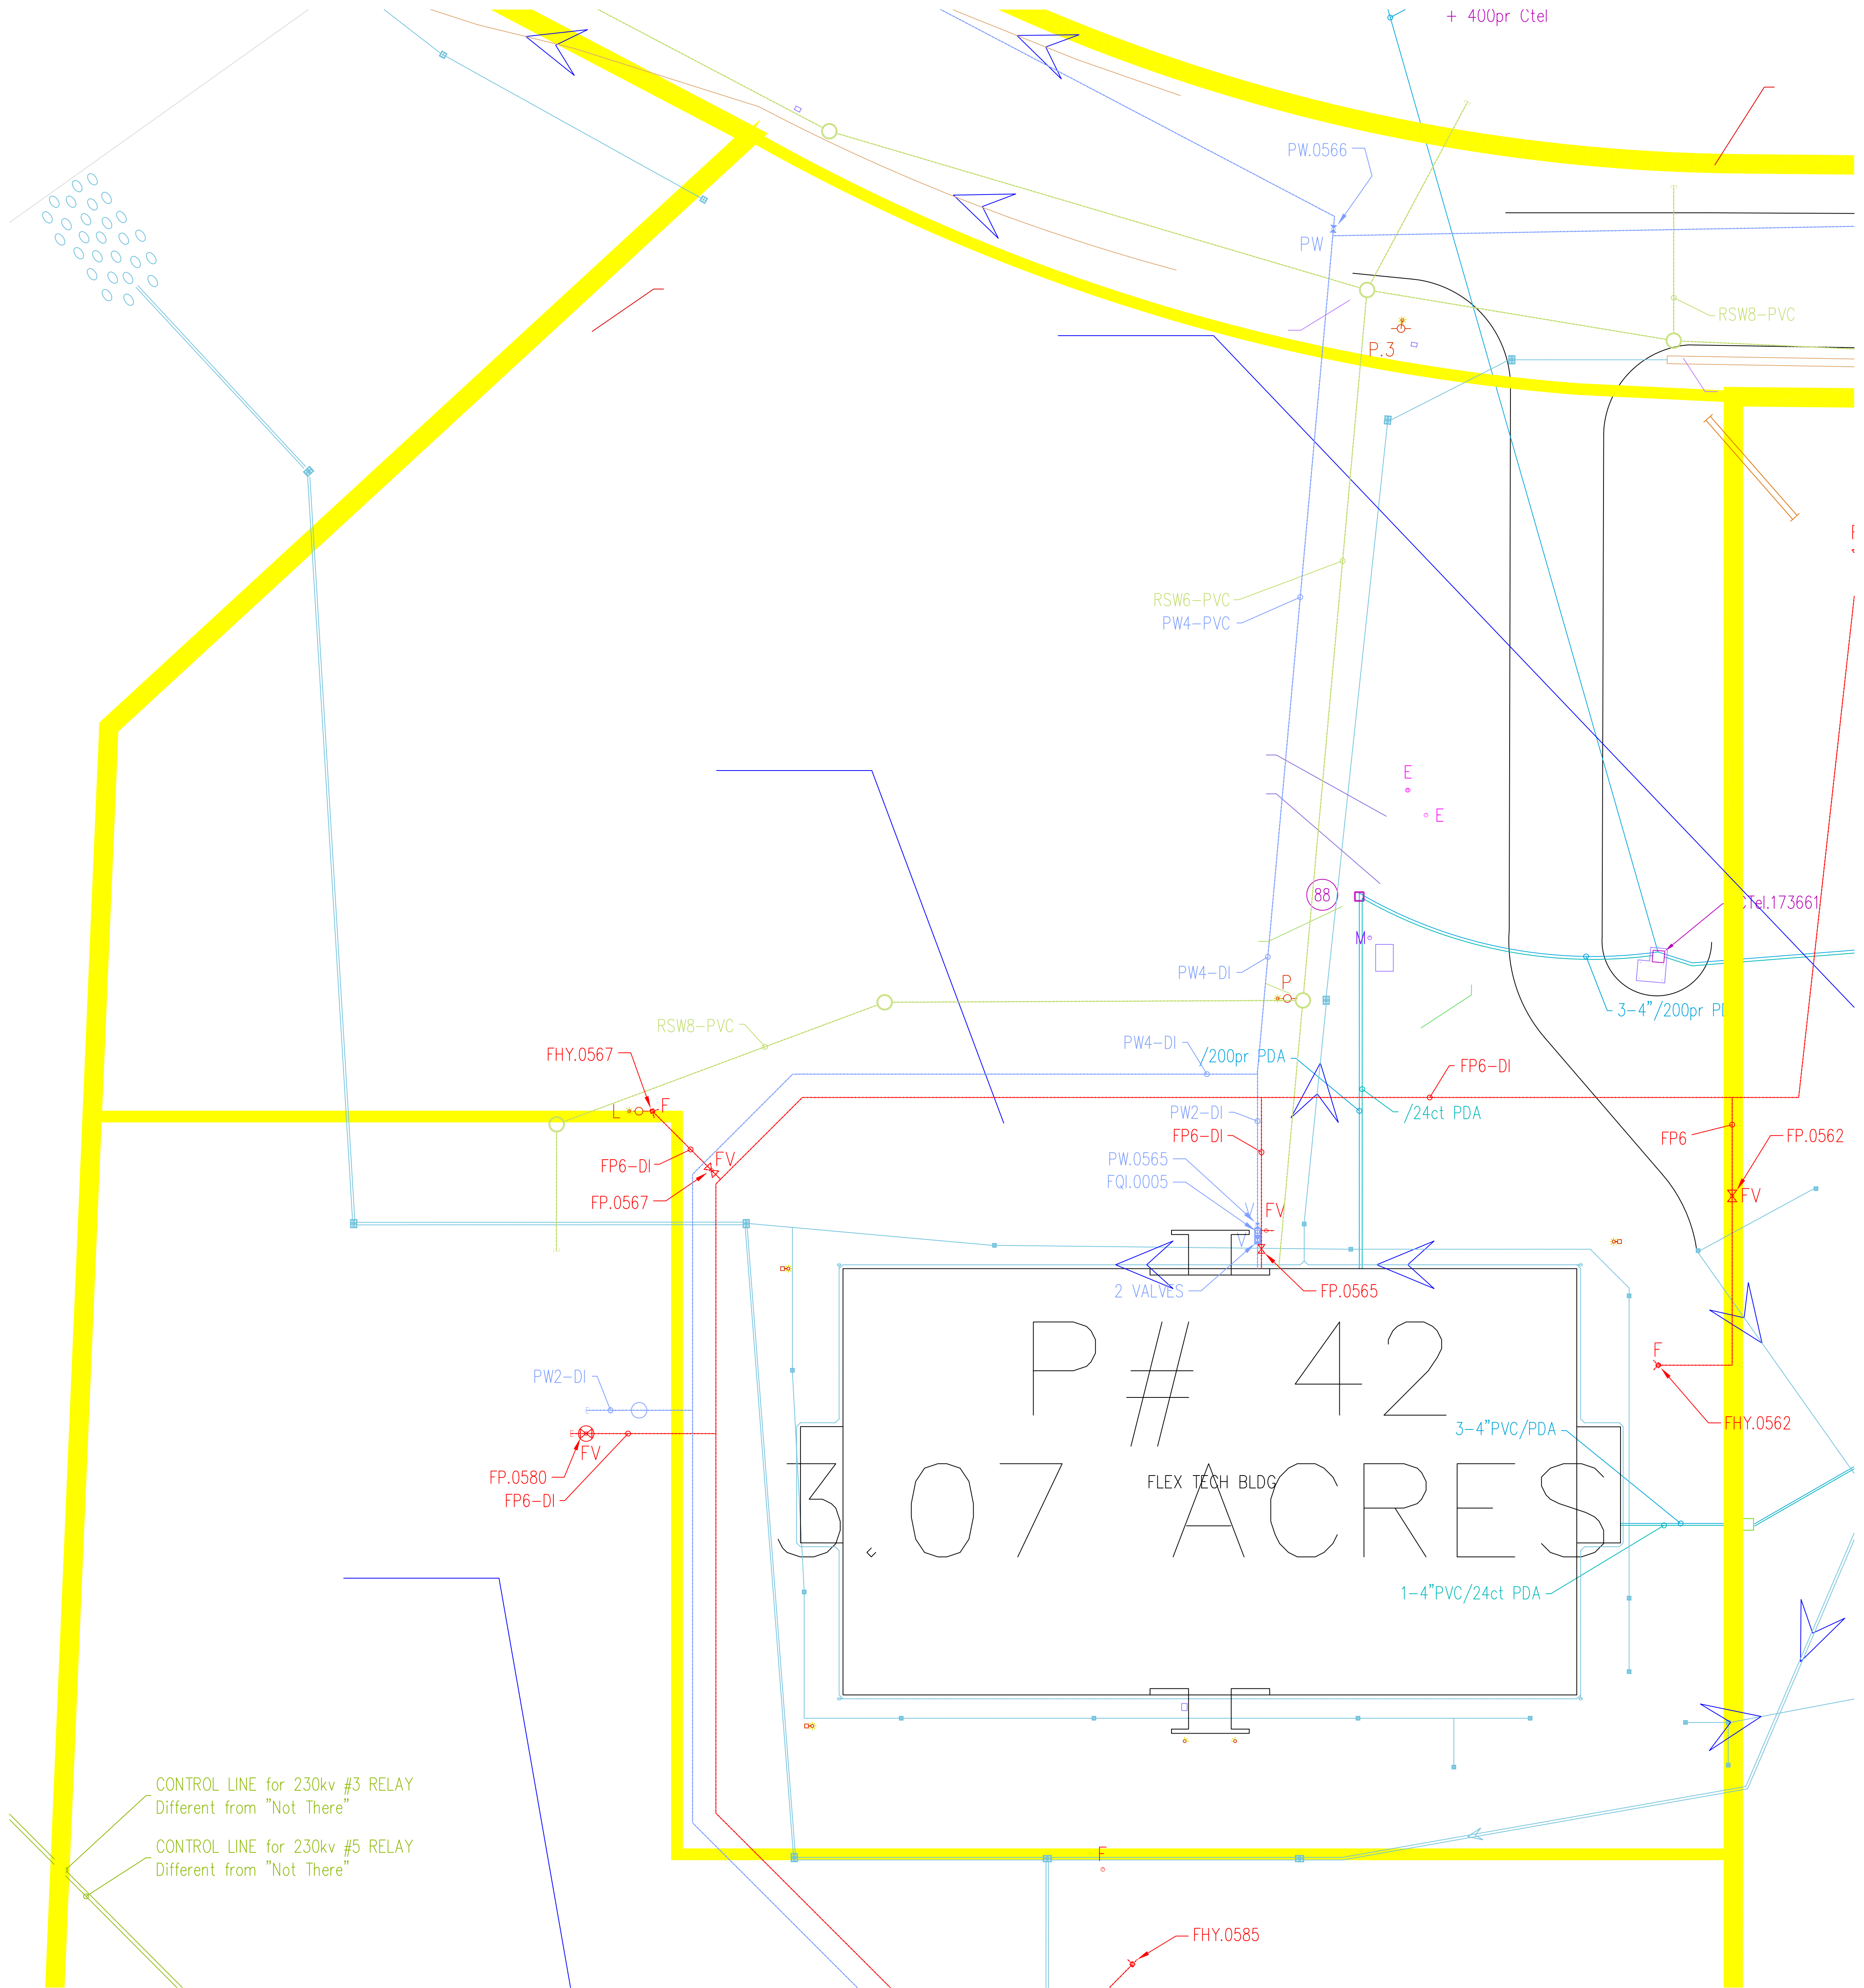 + 400pr Ctel
PW.0566
PW
RSW8-PVC
P.3
RSW6-PVC
PW4-PVC
E
E
88
CTel.173661
M
PW4-DI
P
3-4"/200pr
RSW8-PVC
FHY.0567
PW4-DI
/200pr PDA
FP6-DI
L
F
PW2-DI
/24ct PDA
FP6-DI
FP6
FP.0562
FP6-DI
FV
PW.0565
FQI.0005
FP.0567
V
FV
FV
V
2 VALVES
FP.0565
P# 42
F
PW2-DI
FHY.0562
3-4"PVC/PDA
FV
FP.0580
FP6-DI
FLEX TECH BLDG
3.07 ACRES
E
1-4"PVC/24ct PDA
CONTROL LINE for 230kv #3 RELAY
Different from "Not There"
CONTROL LINE for 230kv #5 RELAY
Different from "Not There"
F
FHY.0585